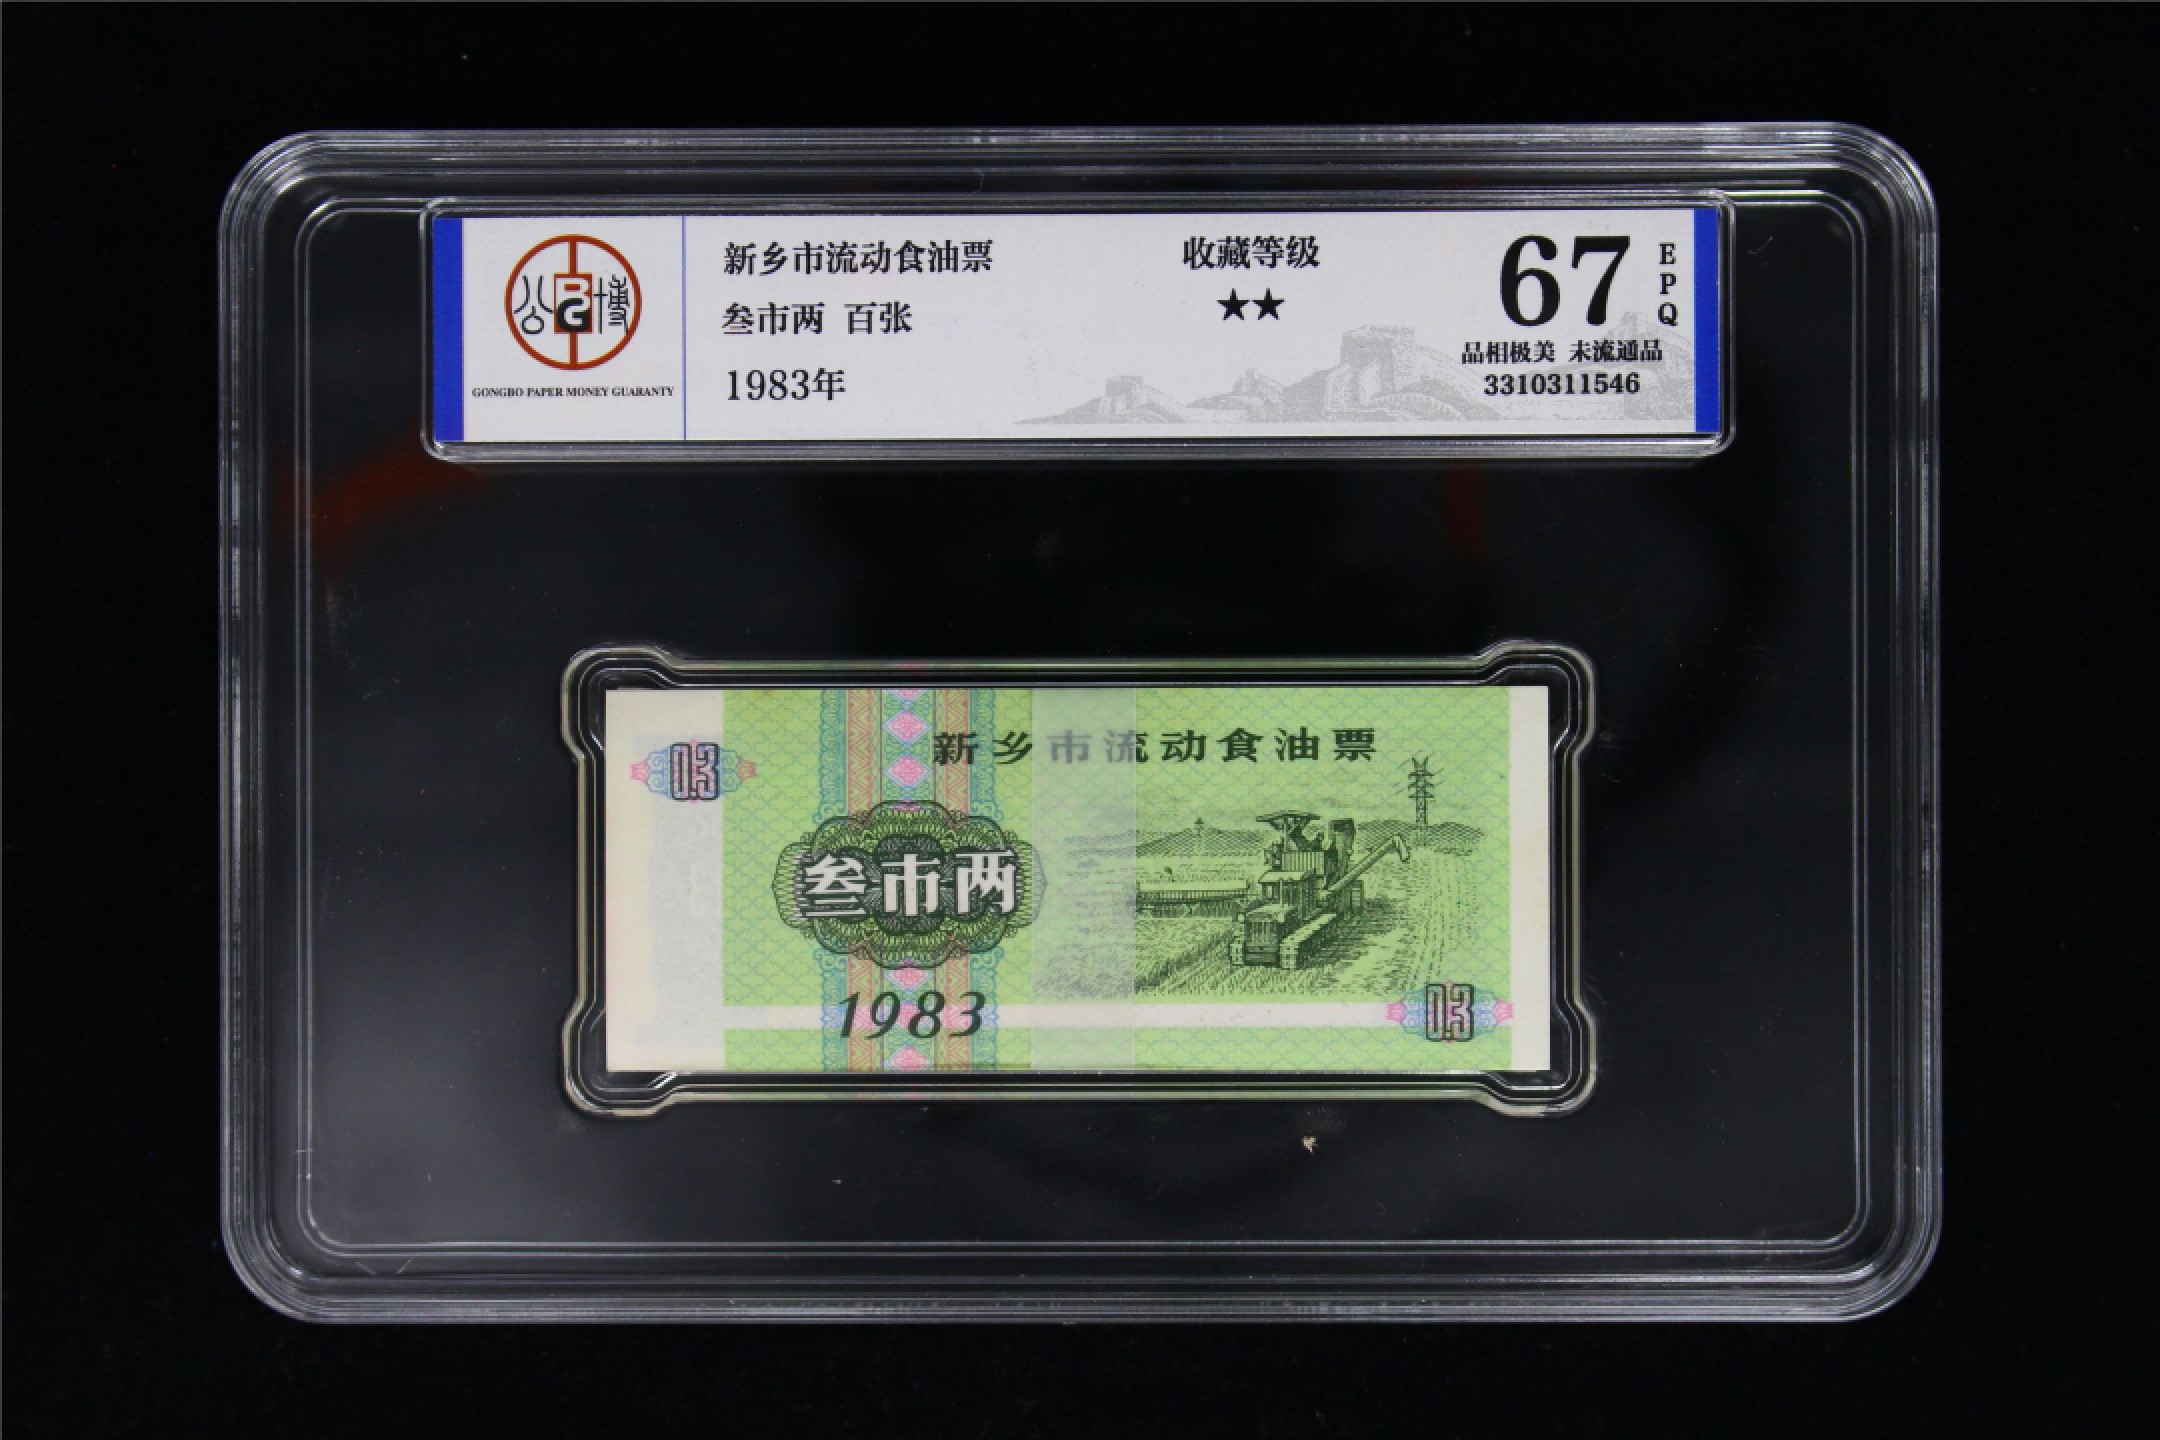 公博
BG
GONGBO PAPER MONEY GUARANTY
新乡市流动食油票
叁市两 百张
1983年
收藏等级
★★
67
EPQ
品相极美 未流通品
3310311546
新乡市流动食油票
0.3
叁市两
1983
0.3